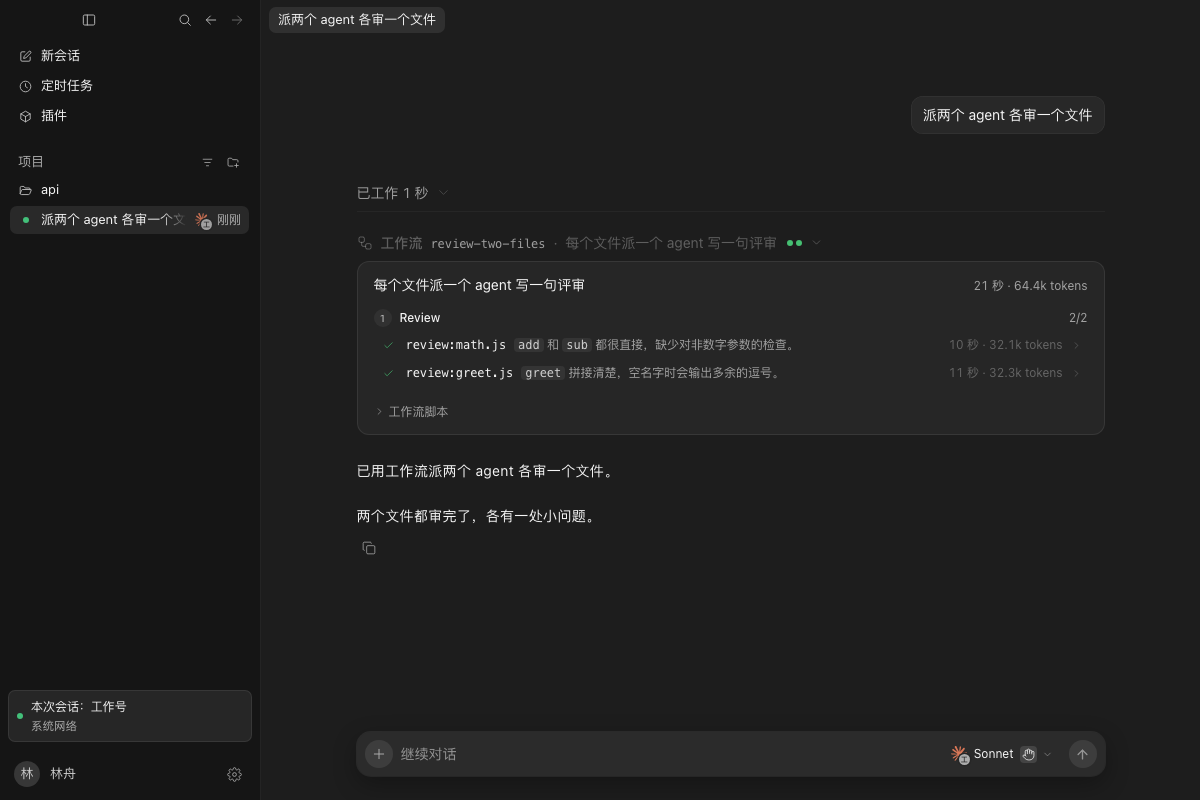 派两个 agent 各审一个文件
新会话
定时任务
插件
项目
api
派两个 agent 各审一个文 工 刚刚
本次会话：工作号
系统网络
林 林舟
派两个 agent 各审一个文件
已工作 1 秒
工作流 review-two-files · 每个文件派一个 agent 写一句评审
每个文件派一个 agent 写一句评审 21 秒 · 64.4k tokens
1 Review 2/2
review:math.js add 和 sub 都很直接，缺少对非数字参数的检查。 10 秒 · 32.1k tokens
review:greet.js greet 拼接清楚，空名字时会输出多余的逗号。 11 秒 · 32.3k tokens
工作流脚本
已用工作流派两个 agent 各审一个文件。
两个文件都审完了，各有一处小问题。
继续对话 工 Sonnet